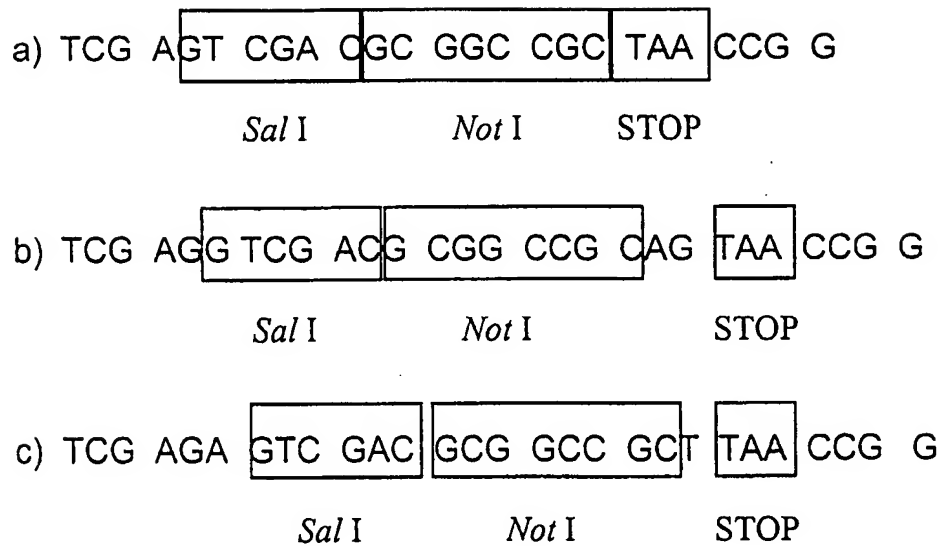 a) TCG AGT CGA CGC GGC CGC TAA CCG G
Sal I Not I STOP
b) TCG AGG TCG ACG CGG CCG CAG TAA CCG G
Sal I Not I STOP
c) TCG AGA GTC GAC GCG GCC GCT TAA CCG G
Sal I Not I STOP